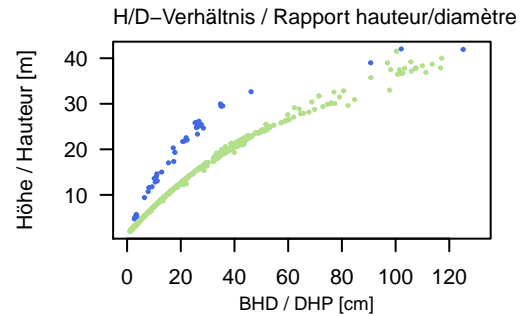 H/D−Verhältnis / Rapport hauteur/diamètre
Höhe / Hauteur [m]
40
30
20
10
0 20 40 60 80 100 120
BHD / DHP [cm]